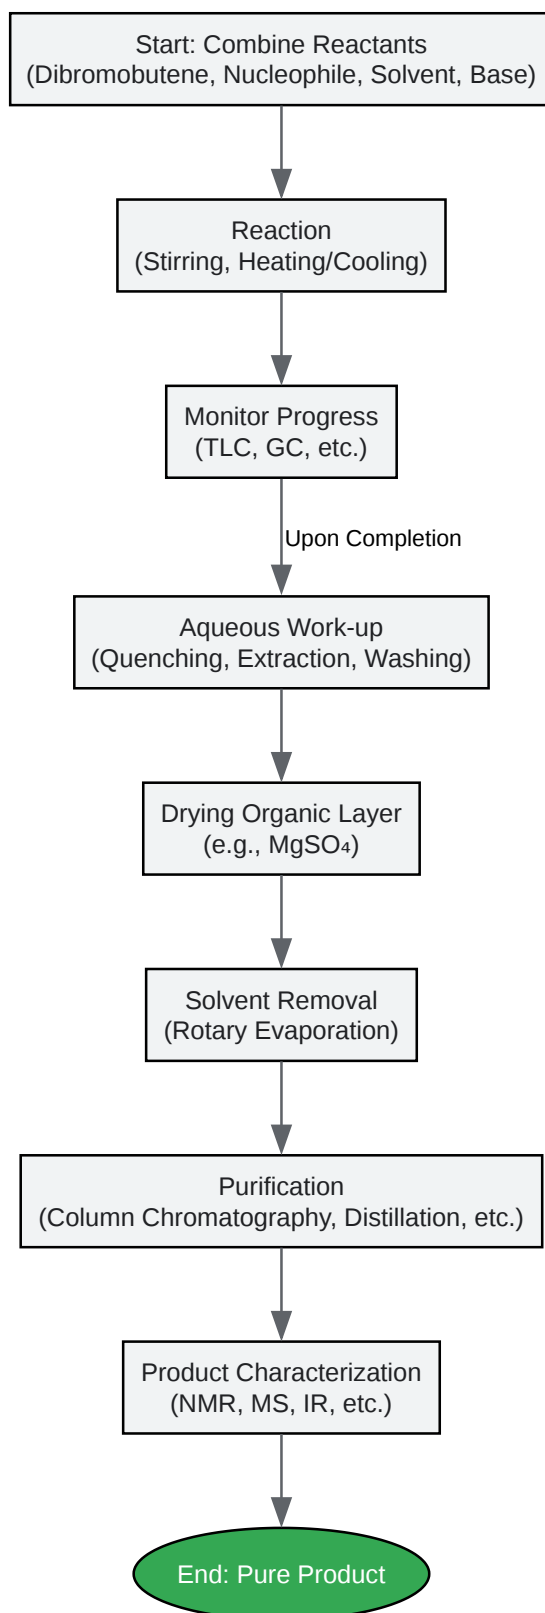 Start: Combine Reactants
(Dibromobutene, Nucleophile, Solvent, Base)
Reaction
(Stirring, Heating/Cooling)
Monitor Progress
(TLC, GC, etc.)
Upon Completion
Aqueous Work-up
(Quenching, Extraction, Washing)
Drying Organic Layer
(e.g., MgSO₄)
Solvent Removal
(Rotary Evaporation)
Purification
(Column Chromatography, Distillation, etc.)
Product Characterization
(NMR, MS, IR, etc.)
End: Pure Product